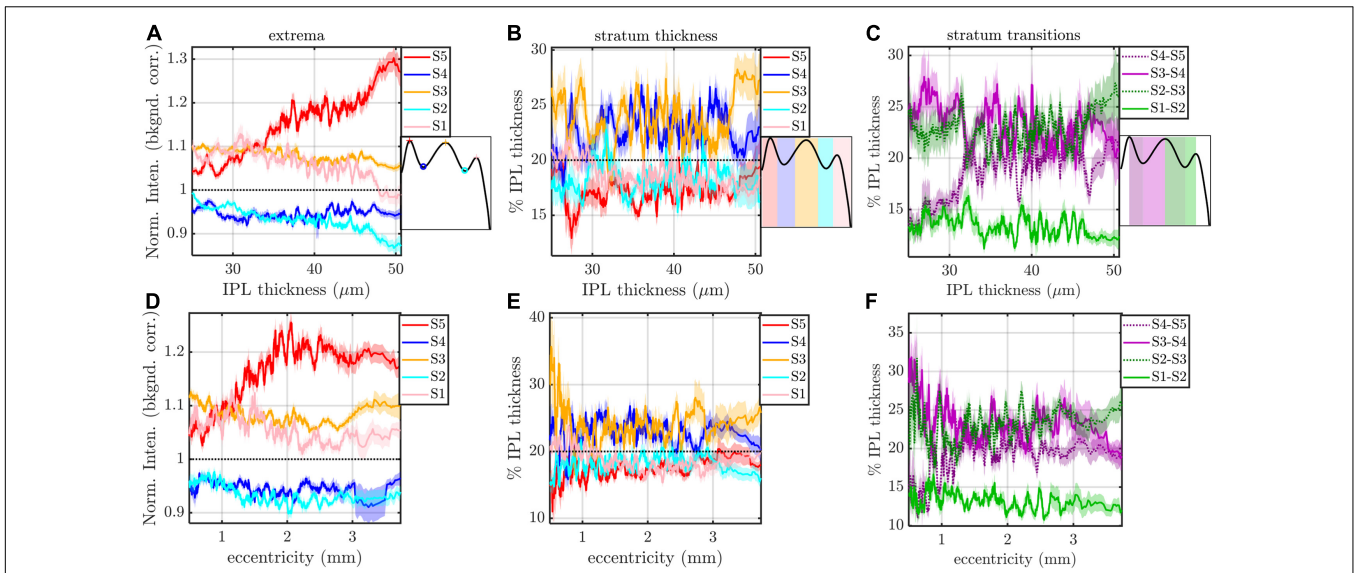 A
extrema
Norm. Inten. (bkgnd. corr.)
1.3
1.2
1.1
1
0.9
30
40
50
IPL thickness (μm)
S5
S4
S3
S2
S1
B
stratum thickness
% IPL thickness
30
25
20
15
30
40
50
IPL thickness (μm)
S5
S4
S3
S2
S1
C
stratum transitions
% IPL thickness
30
25
20
15
30
40
50
IPL thickness (μm)
S4-S5
S3-S4
S2-S3
S1-S2
D
Norm. Inten. (bkgnd. corr.)
1.2
1.1
1
0.9
1
2
3
eccentricity (mm)
S5
S4
S3
S2
S1
E
% IPL thickness
40
30
20
10
1
2
3
eccentricity (mm)
S5
S4
S3
S2
S1
F
% IPL thickness
35
30
25
20
15
10
1
2
3
eccentricity (mm)
S4-S5
S3-S4
S2-S3
S1-S2